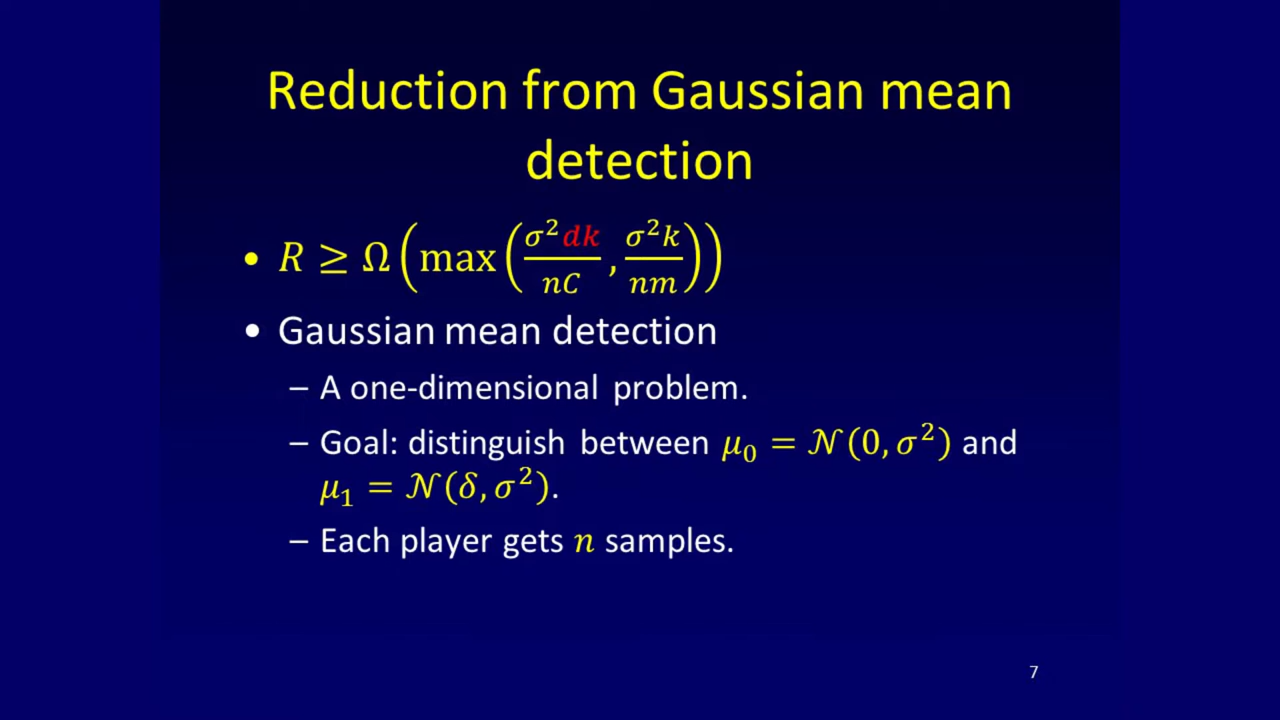 Reduction from Gaussian mean
detection
• R ≥ Ω(max(σ²dk/nC, σ²k/nm))
• Gaussian mean detection
– A one-dimensional problem.
– Goal: distinguish between μ₀ = 𝒩(0, σ²) and
μ₁ = 𝒩(δ, σ²).
– Each player gets n samples.
7